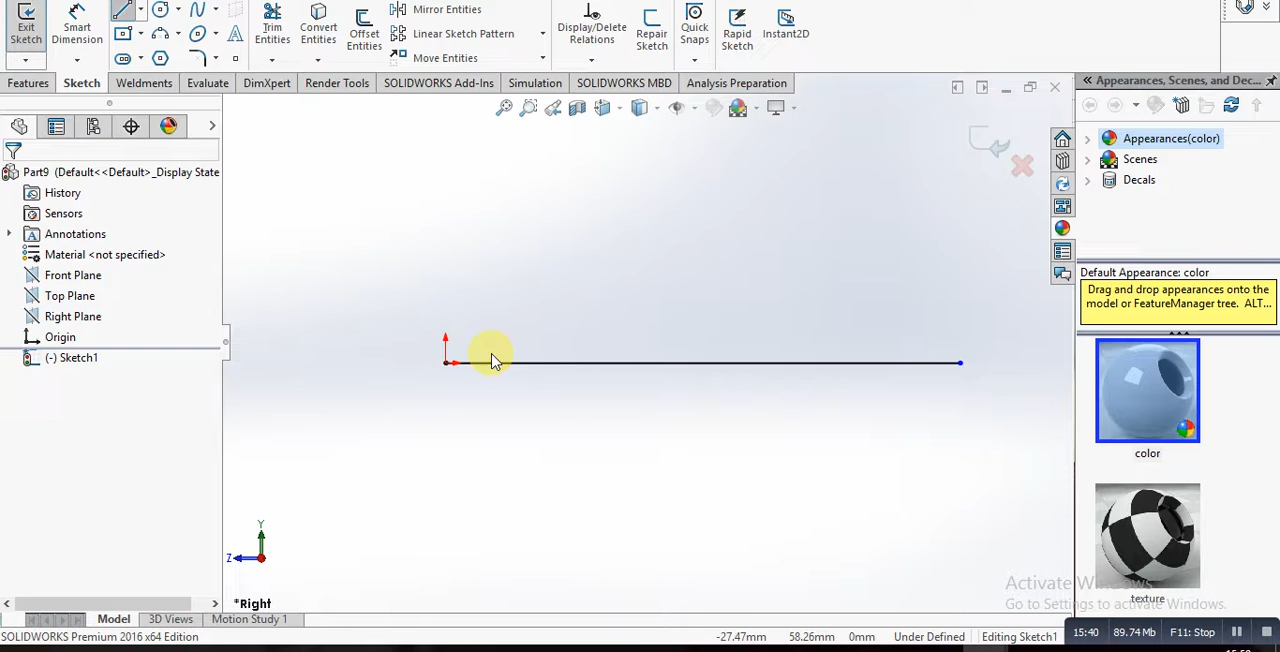 Exit Sketch
Smart Dimension
Trim Entities
Convert Entities
Offset Entities
Mirror Entities
Linear Sketch Pattern
Move Entities
Display/Delete Relations
Repair Sketch
Quick Snaps
Rapid Sketch
Instant2D
Features
Sketch
Weldments
Evaluate
DimXpert
Render Tools
SOLIDWORKS Add-Ins
Simulation
SOLIDWORKS MBD
Analysis Preparation
Appearances, Scenes, and Dec...
Part9 (Default<<Default>_Display State
History
Sensors
Annotations
Material <not specified>
Front Plane
Top Plane
Right Plane
Origin
(-) Sketch1
Appearances(color)
Scenes
Decals
Default Appearance: color
Drag and drop appearances onto the
model or FeatureManager tree. ALT...
color
texture
Y
Z
*Right
Activate Windows
Go to Settings to activate Windows.
Model
3D Views
Motion Study 1
SOLIDWORKS Premium 2016 x64 Edition
-27.47mm
58.26mm
0mm
Under Defined
Editing Sketch1
15:40
89.74 Mb
F11: Stop